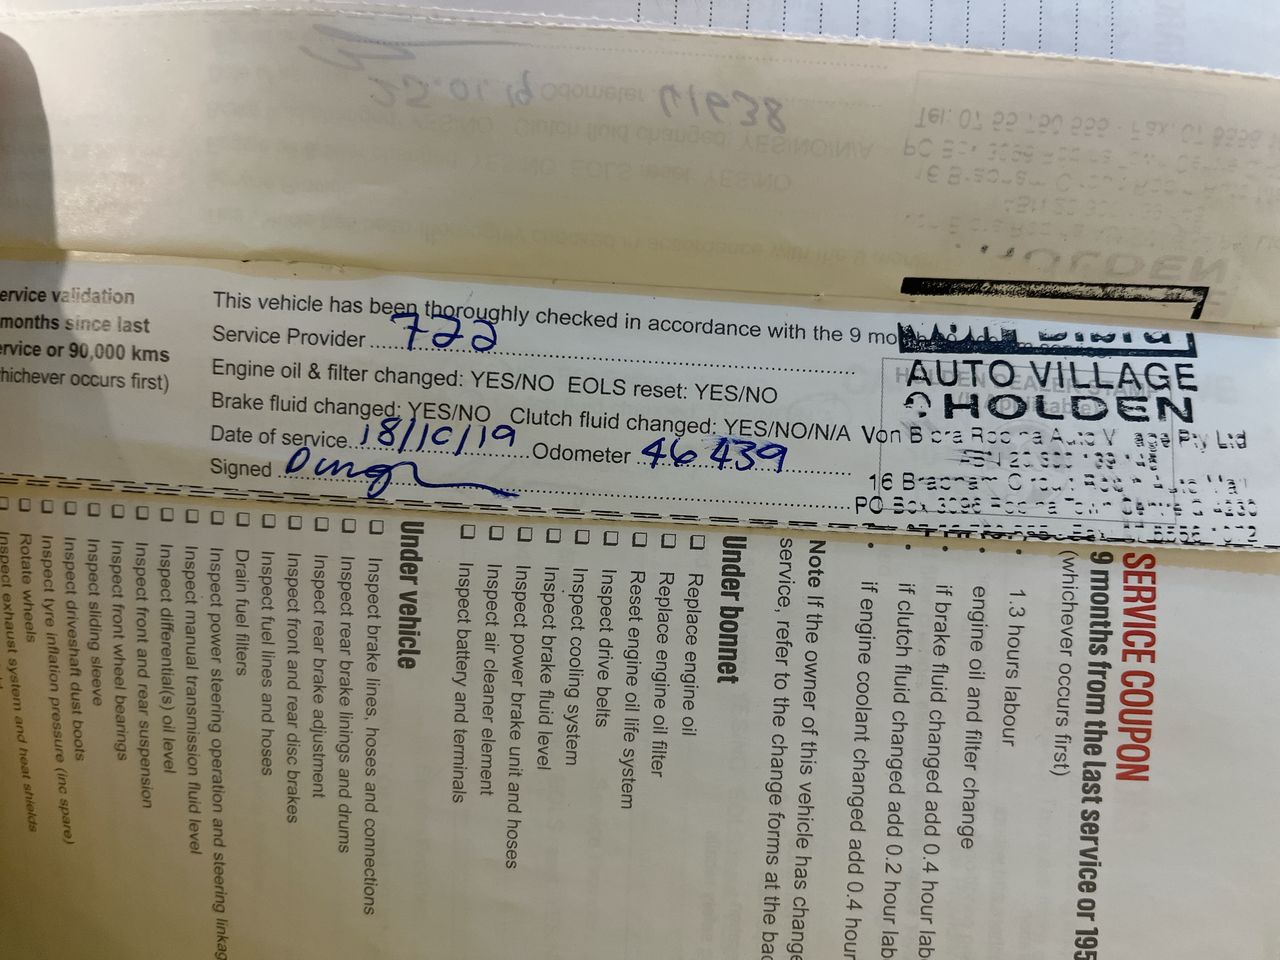 ervice validation
months since last
ervice or 90,000 kms
hichever occurs first)
This vehicle has been thoroughly checked in accordance with the 9 mo
Service Provider 722
Engine oil & filter changed: YES/NO EOLS reset: YES/NO
Brake fluid changed: YES/NO Clutch fluid changed: YES/NO/N/A
Date of service 18/10/19 Odometer 46439
Signed
AUTO VILLAGE
HOLDEN
Pty Ltd
16
PO Box
SERVICE COUPON
9 months from the last service or 195
(whichever occurs first)
• 1.3 hours labour
engine oil and filter change
• if brake fluid changed add 0.4 hour lab
• if clutch fluid changed add 0.2 hour lab
• if engine coolant changed add 0.4 hour
Note If the owner of this vehicle has change
service, refer to the change forms at the bac
Under bonnet
☐ Replace engine oil
☐ Replace engine oil filter
☐ Reset engine oil life system
☐ Inspect drive belts
☐ Inspect cooling system
☐ Inspect brake fluid level
☐ Inspect power brake unit and hoses
☐ Inspect air cleaner element
☐ Inspect battery and terminals
Under vehicle
☐ Inspect brake lines, hoses and connections
☐ Inspect rear brake linings and drums
☐ Inspect rear brake adjustment
☐ Inspect front and rear disc brakes
☐ Inspect fuel lines and hoses
☐ Drain fuel filters
☐ Inspect power steering operation and steering linkag
☐ Inspect manual transmission fluid level
☐ Inspect differential(s) oil level
☐ Inspect front and rear suspension
☐ Inspect front wheel bearings
☐ Inspect sliding sleeve
☐ Inspect driveshaft dust boots
☐ Inspect tyre inflation pressure (inc spare)
☐ Rotate wheels
☐ Inspect exhaust system and heat shields